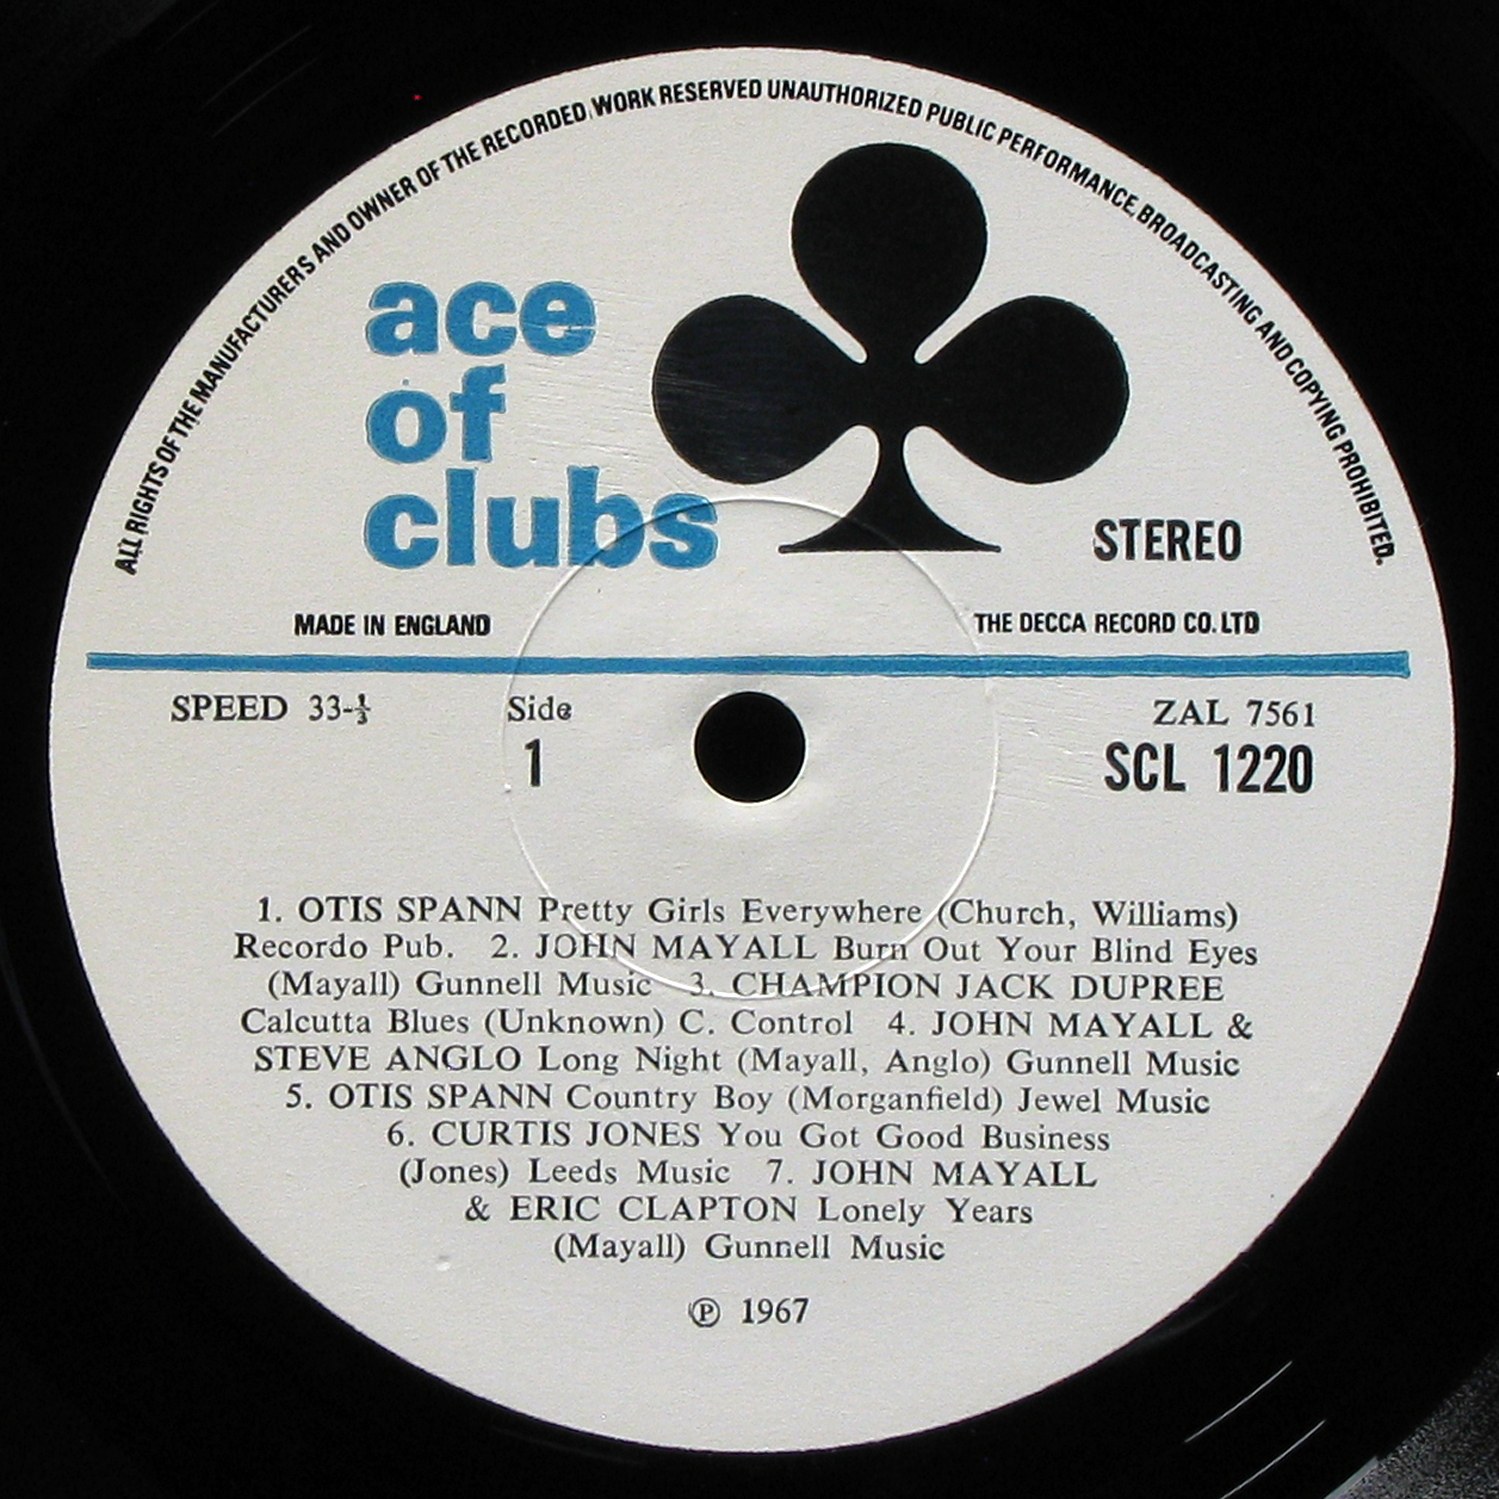 ALL RIGHTS OF THE MANUFACTURERS AND OWNER OF THE RECORDED WORK RESERVED UNAUTHORIZED PUBLIC PERFORMANCE, BROADCASTING AND COPYING PROHIBITED.
ace
of
clubs
STEREO
MADE IN ENGLAND
THE DECCA RECORD CO. LTD
SPEED 33-⅓
Side
1
ZAL 7561
SCL 1220
1. OTIS SPANN Pretty Girls Everywhere (Church, Williams)
Recordo Pub. 2. JOHN MAYALL Burn Out Your Blind Eyes
(Mayall) Gunnell Music 3. CHAMPION JACK DUPREE
Calcutta Blues (Unknown) C. Control 4. JOHN MAYALL &
STEVE ANGLO Long Night (Mayall, Anglo) Gunnell Music
5. OTIS SPANN Country Boy (Morganfield) Jewel Music
6. CURTIS JONES You Got Good Business
(Jones) Leeds Music 7. JOHN MAYALL
& ERIC CLAPTON Lonely Years
(Mayall) Gunnell Music
℗ 1967